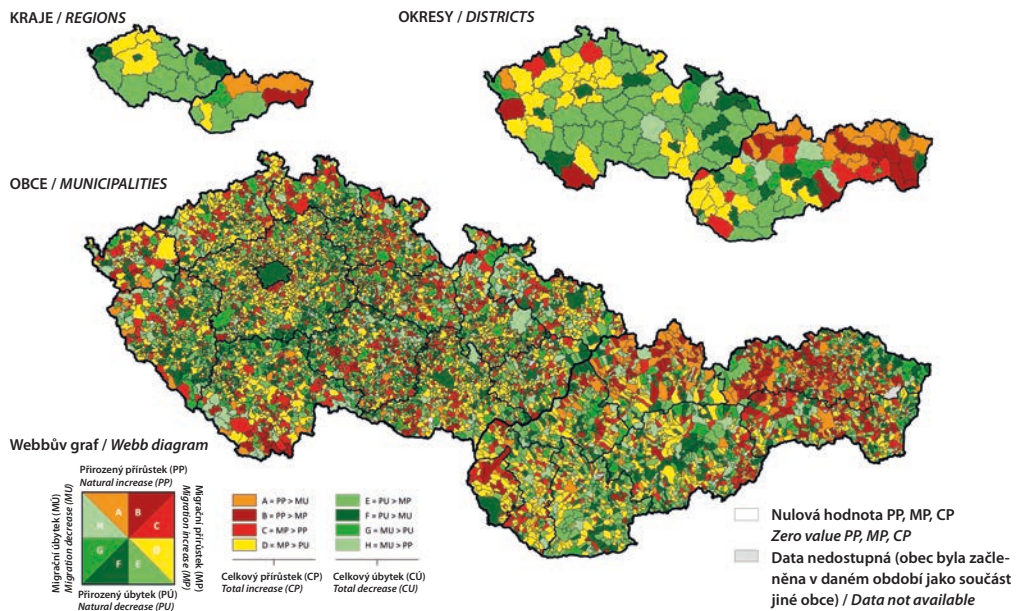 KRAJE / REGIONS
OKRESY / DISTRICTS
OBCE / MUNICIPALITIES
Webbův graf / Webb diagram
Přirozený přírůstek (PP)
Natural increase (PP)
Migrační úbytek (MÚ)
Migration decrease (MU)
A
B
C
D
E
F
G
H
Migrační přírůstek (MP)
Migration increase (MP)
Přirozený úbytek (PÚ)
Natural decrease (PU)
A = PP > MU
B = PP > MP
C = MP > PP
D = MP > PU
Celkový přírůstek (CP)
Total increase (CP)
E = PU > MP
F = PU > MU
G = MU > PU
H = MU > PP
Celkový úbytek (CÚ)
Total decrease (CU)
Nulová hodnota PP, MP, CP
Zero value PP, MP, CP
Data nedostupná (obec byla začle-
něna v daném období jako součást
jiné obce) / Data not available